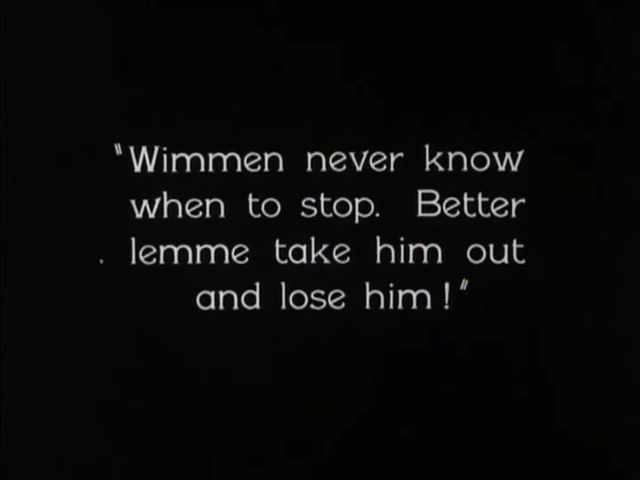 "Wimmen never know
when to stop. Better
lemme take him out
and lose him!"